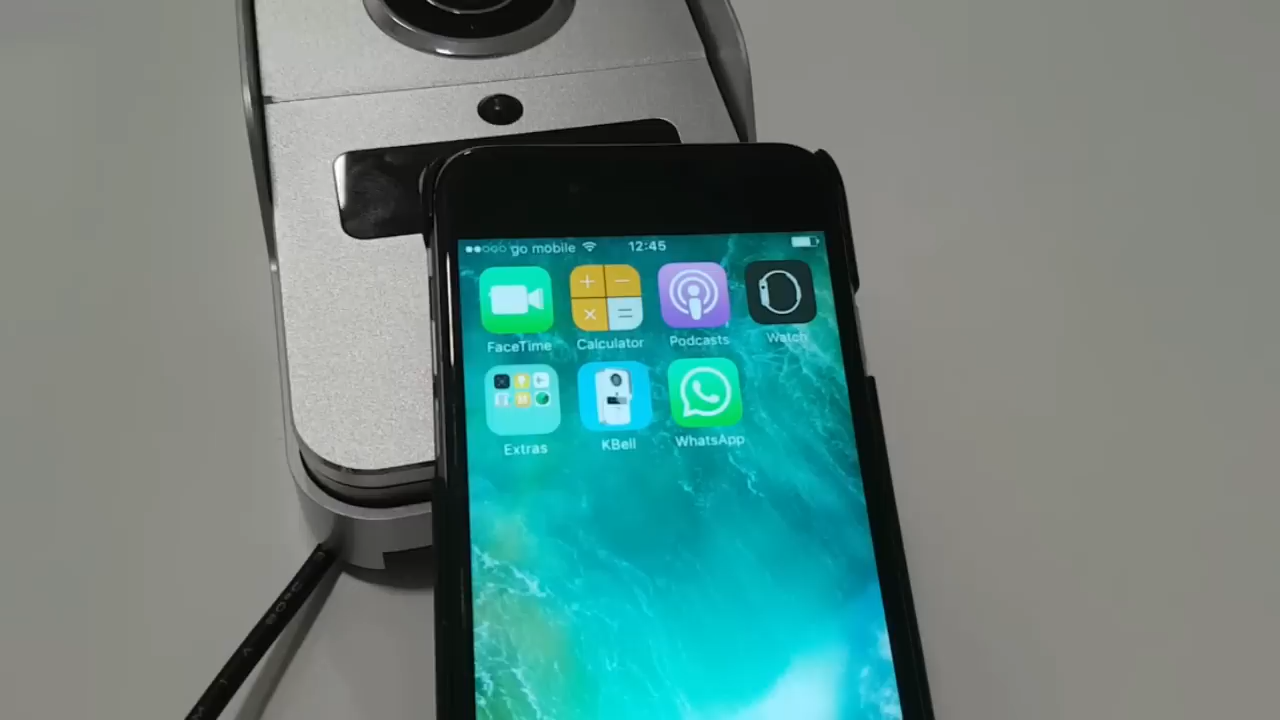 go mobile 12:45
FaceTime Calculator Podcasts Watch
Extras KBell WhatsApp